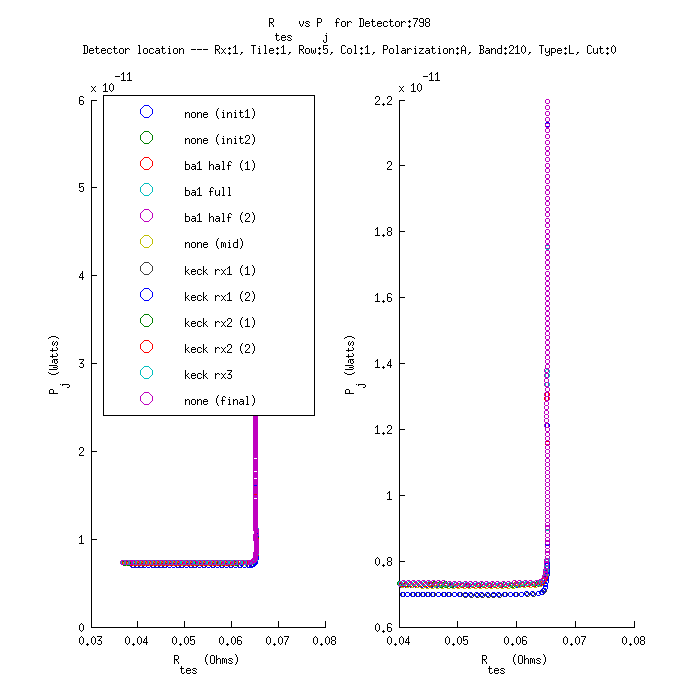 R tes vs P j for Detector:798
Detector location --- Rx:1, Tile:1, Row:5, Col:1, Polarization:A, Band:210, Type:L, Cut:0
x 10^-11
6
5
4
3
2
1
0
0.03 0.04 0.05 0.06 0.07 0.08
P j (Watts)
R tes (Ohms)
none (init1)
none (init2)
ba1 half (1)
ba1 full
ba1 half (2)
none (mid)
keck rx1 (1)
keck rx1 (2)
keck rx2 (1)
keck rx2 (2)
keck rx3
none (final)
x 10^-11
2.2
2
1.8
1.6
1.4
1.2
1
0.8
0.6
0.04 0.05 0.06 0.07 0.08
P j (Watts)
R tes (Ohms)